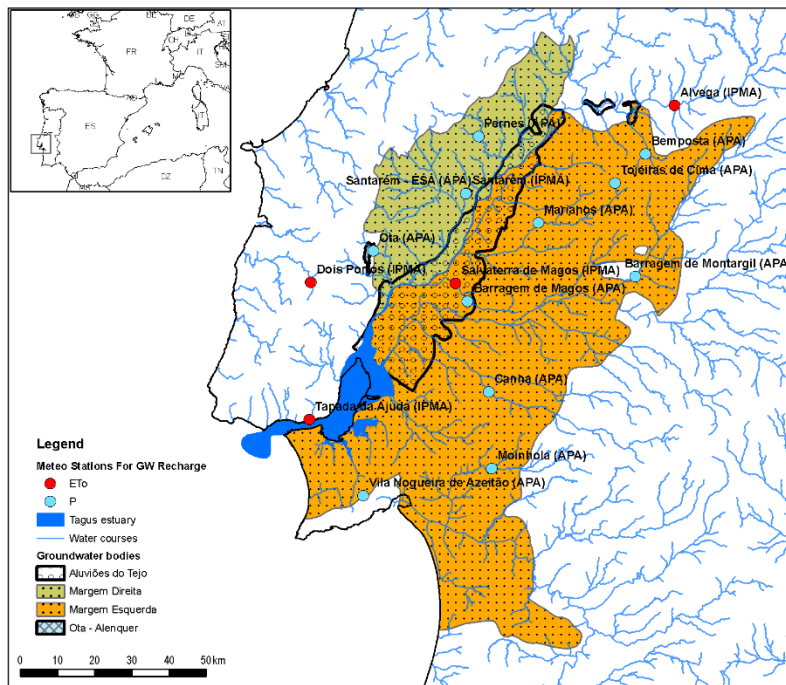 FR
DE
BE
AT
CH
IT
ES
DZ
TN
Alvega (IPMA)
Pernes (APA)
Bemposta (APA)
Tojeiras de Cima (APA)
Santarém - ESA (APA)
Santarém (IPMA)
Marianos (APA)
Ota (APA)
Dois Portos (IPMA)
Salvaterra de Magos (IPMA)
Barragem de Montargil (APA)
Barragem de Magos (APA)
Canha (APA)
Tapada da Ajuda (IPMA)
Moinhola (APA)
Vila Nogueira de Azeitão (APA)
Legend
Meteo Stations For GW Recharge
ETo
P
Tagus estuary
Water courses
Groundwater bodies
Aluviões do Tejo
Margem Direita
Margem Esquerda
Ota - Alenquer
0 10 20 30 40 50 km